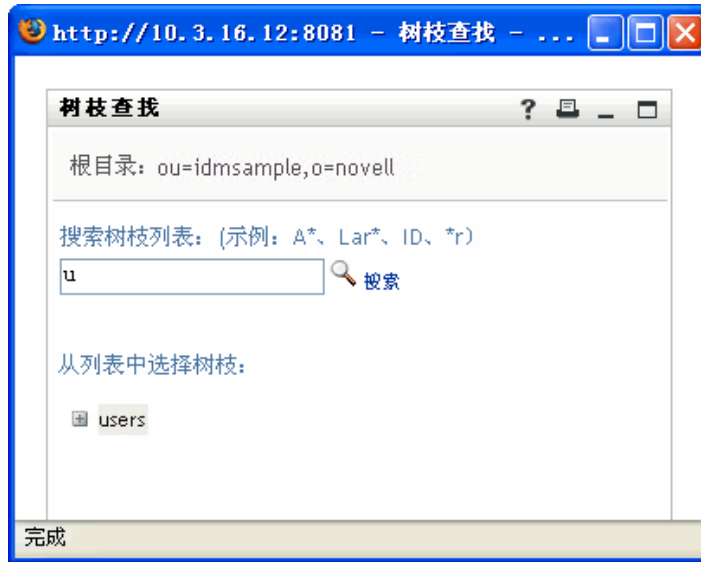 http://10.3.16.12:8081 - 树枝查找 - ...
树枝查找
根目录：ou=idmsample,o=novell
搜索树枝列表：（示例：A*、Lar*、ID、*r）
u
搜索
从列表中选择树枝：
users
完成